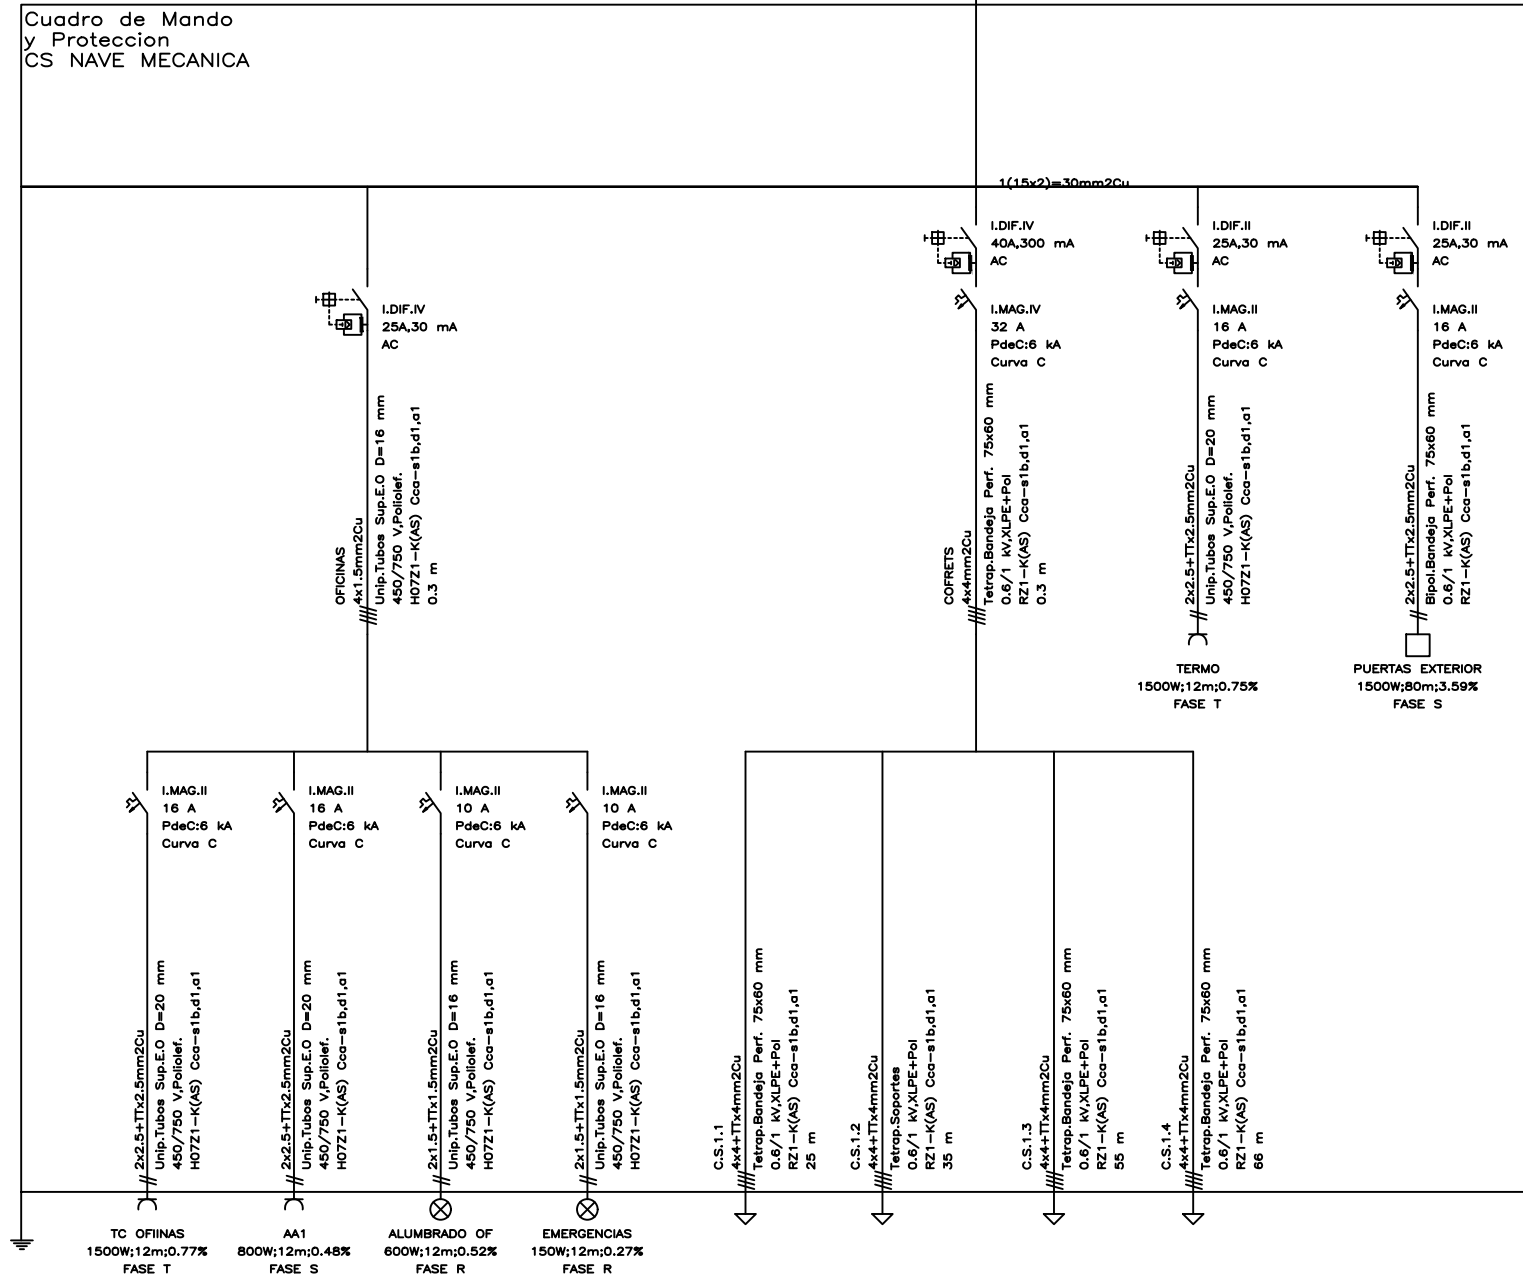 Cuadro de Mando
y Proteccion
CS NAVE MECANICA
1(15x2)=30mm2Cu
I.DIF.IV
25A,30 mA
AC
OFICINAS
4x1.5mm2Cu
Unip.Tubos Sup.E.O D=16 mm
450/750 V,Poliolef.
H07Z1-K(AS) Cca-s1b,d1,a1
0.3 m
I.DIF.IV
40A,300 mA
AC
I.MAG.IV
32 A
PdeC:6 kA
Curva C
COFRETS
4x4mm2Cu
Tetrap.Bandeja Perf. 75x60 mm
0.6/1 kV,XLPE+Pol
RZ1-K(AS) Cca-s1b,d1,a1
0.3 m
I.DIF.II
25A,30 mA
AC
I.MAG.II
16 A
PdeC:6 kA
Curva C
2x2.5+TTx2.5mm2Cu
Unip.Tubos Sup.E.O D=20 mm
450/750 V,Poliolef.
H07Z1-K(AS) Cca-s1b,d1,a1
TERMO
1500W;12m;0.75%
FASE T
I.DIF.II
25A,30 mA
AC
I.MAG.II
16 A
PdeC:6 kA
Curva C
2x2.5+TTx2.5mm2Cu
Bipol.Bandeja Perf. 75x60 mm
0.6/1 kV,XLPE+Pol
RZ1-K(AS) Cca-s1b,d1,a1
PUERTAS EXTERIOR
1500W;80m;3.59%
FASE S
I.MAG.II
16 A
PdeC:6 kA
Curva C
2x2.5+TTx2.5mm2Cu
Unip.Tubos Sup.E.O D=20 mm
450/750 V,Poliolef.
H07Z1-K(AS) Cca-s1b,d1,a1
TC OFIINAS
1500W;12m;0.77%
FASE T
I.MAG.II
16 A
PdeC:6 kA
Curva C
2x2.5+TTx2.5mm2Cu
Unip.Tubos Sup.E.O D=20 mm
450/750 V,Poliolef.
H07Z1-K(AS) Cca-s1b,d1,a1
AA1
800W;12m;0.48%
FASE S
I.MAG.II
10 A
PdeC:6 kA
Curva C
2x1.5+TTx1.5mm2Cu
Unip.Tubos Sup.E.O D=16 mm
450/750 V,Poliolef.
H07Z1-K(AS) Cca-s1b,d1,a1
ALUMBRADO OF
600W;12m;0.52%
FASE R
I.MAG.II
10 A
PdeC:6 kA
Curva C
2x1.5+TTx1.5mm2Cu
Unip.Tubos Sup.E.O D=16 mm
450/750 V,Poliolef.
H07Z1-K(AS) Cca-s1b,d1,a1
EMERGENCIAS
150W;12m;0.27%
FASE R
C.S.1.1
4x4+TTx4mm2Cu
Tetrap.Bandeja Perf. 75x60 mm
0.6/1 kV,XLPE+Pol
RZ1-K(AS) Cca-s1b,d1,a1
25 m
C.S.1.2
4x4+TTx4mm2Cu
Tetrap.Soportes
0.6/1 kV,XLPE+Pol
RZ1-K(AS) Cca-s1b,d1,a1
35 m
C.S.1.3
4x4+TTx4mm2Cu
Tetrap.Bandeja Perf. 75x60 mm
0.6/1 kV,XLPE+Pol
RZ1-K(AS) Cca-s1b,d1,a1
55 m
C.S.1.4
4x4+TTx4mm2Cu
Tetrap.Bandeja Perf. 75x60 mm
0.6/1 kV,XLPE+Pol
RZ1-K(AS) Cca-s1b,d1,a1
66 m